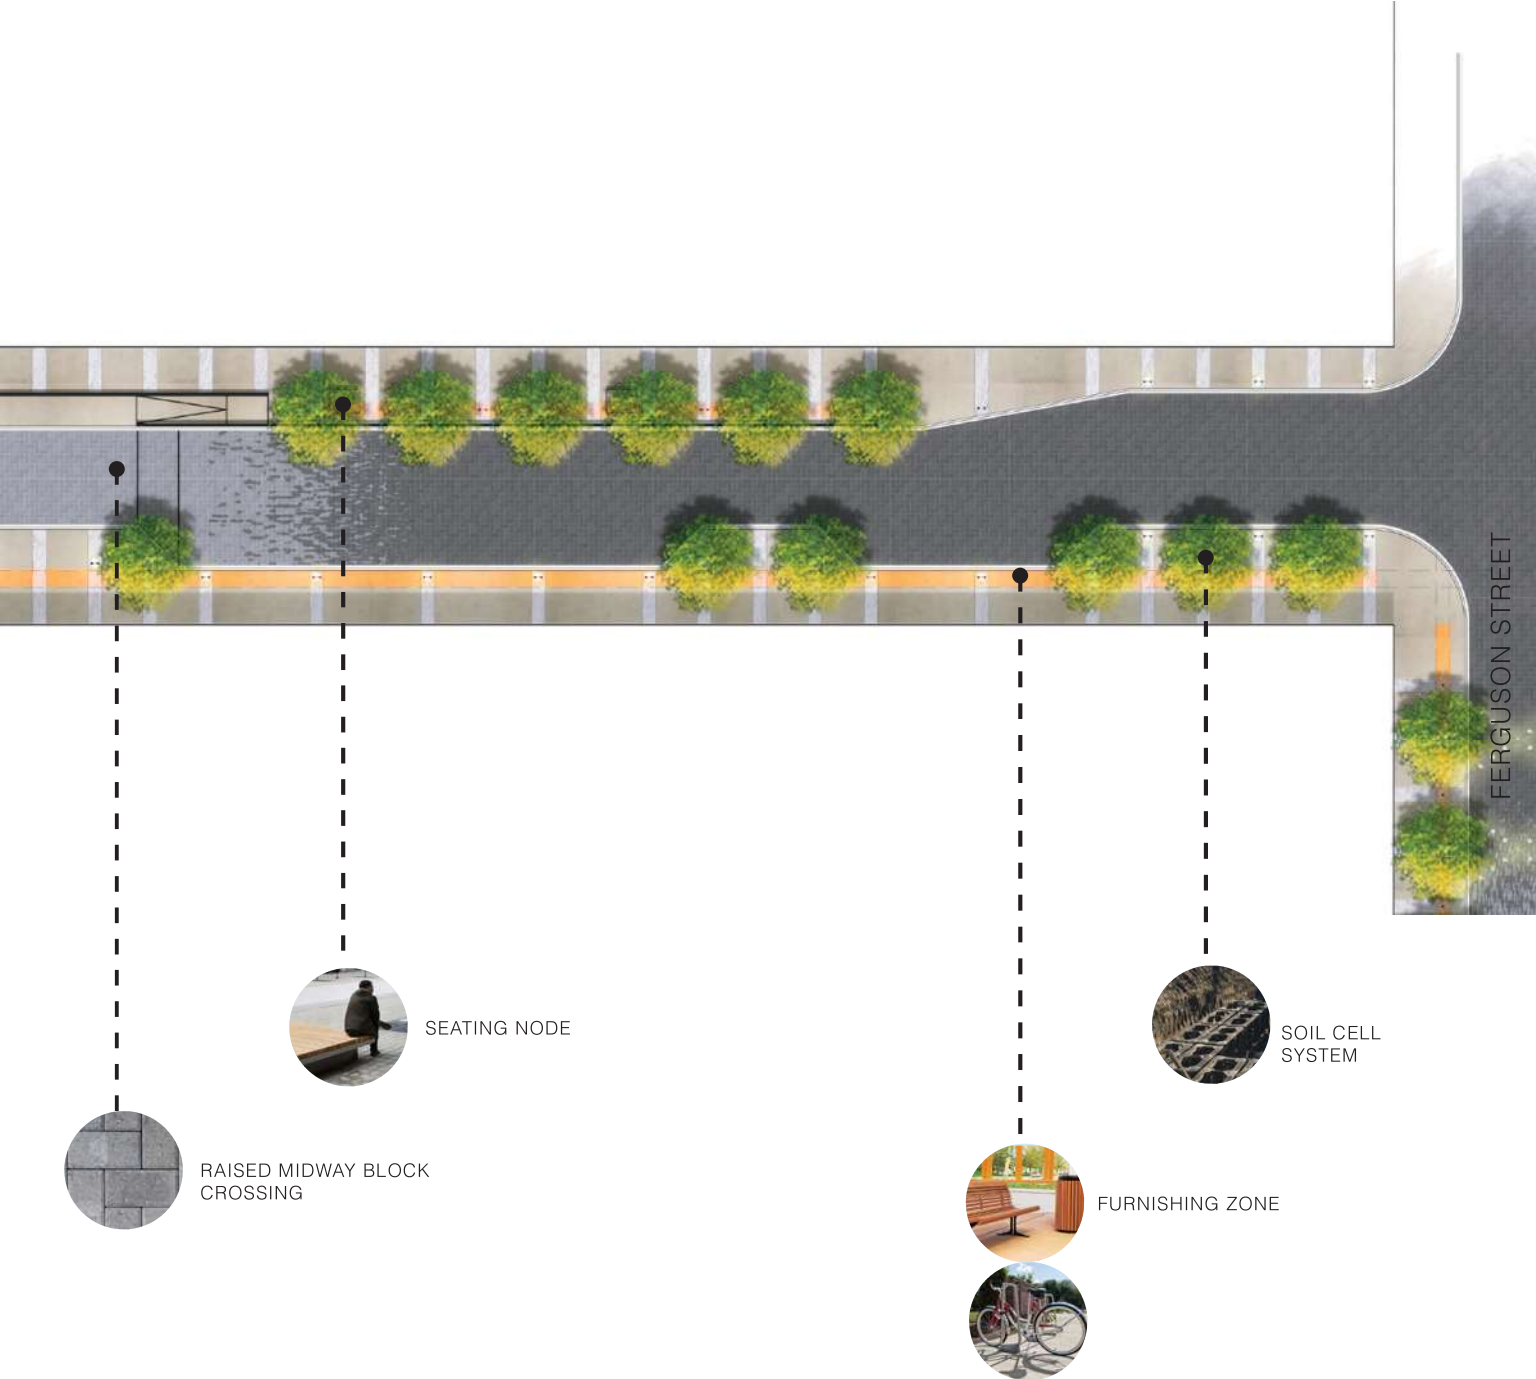 FERGUSON STREET
SEATING NODE
SOIL CELL
SYSTEM
RAISED MIDWAY BLOCK
CROSSING
FURNISHING ZONE